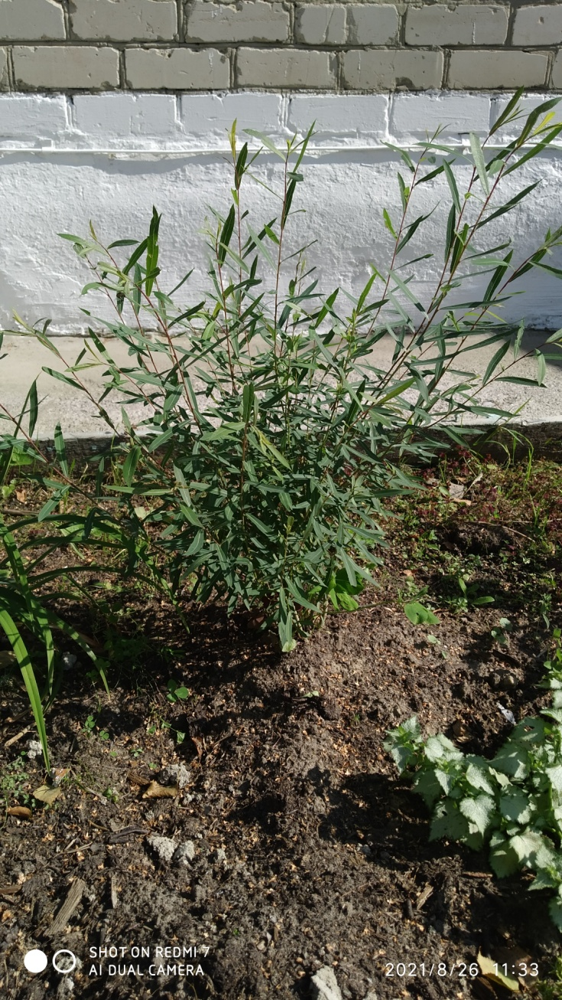 SHOT ON REDMI 7
AI DUAL CAMERA
2021/8/26 11:33